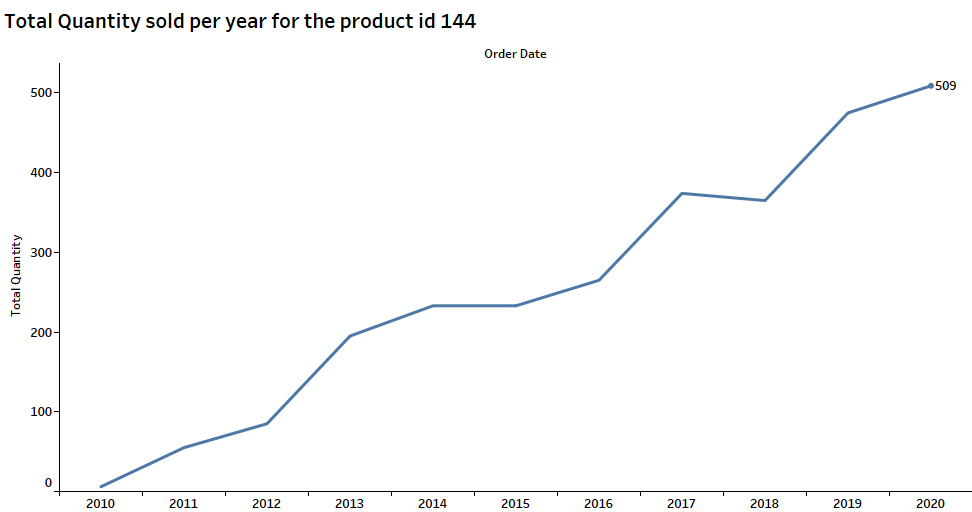 Total Quantity sold per year for the product id 144
Order Date
500
509
400
300
Total Quantity
200
100
0
2010 2011 2012 2013 2014 2015 2016 2017 2018 2019 2020